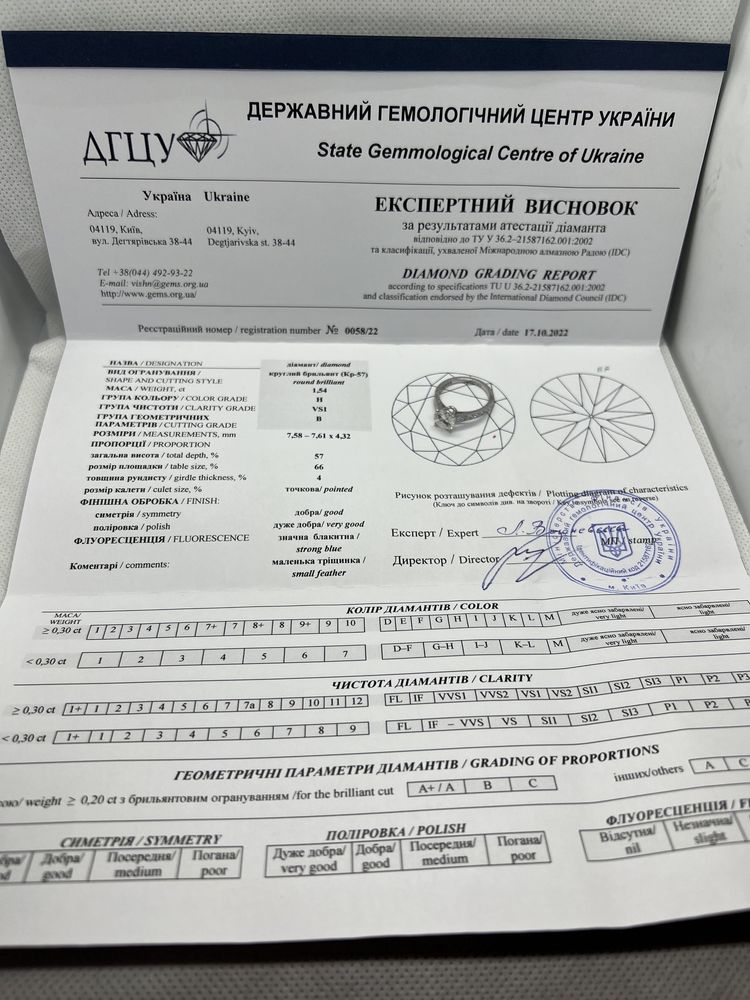 ДГЦУ
ДЕРЖАВНИЙ ГЕМОЛОГІЧНИЙ ЦЕНТР УКРАЇНИ
State Gemmological Centre of Ukraine
Україна Ukraine
Адреса / Adress:
04119, Київ, 04119, Kyiv,
вул. Дегтярівська 38-44 Degtjarivska st. 38-44
Tel +38(044) 492-93-22
E-mail: vishn@gems.org.ua
http://www.gems.org.ua/
ЕКСПЕРТНИЙ ВИСНОВОК
за результатами атестації діаманта
відповідно до ТУ У 36.2–21587162.001:2002
та класифікації, ухваленої Міжнародною алмазною Радою (IDC)
DIAMOND GRADING REPORT
according to specifications TU U 36.2-21587162.001:2002
and classification endorsed by the International Diamond Council (IDC)
Реєстраційний номер / registration number № 0058/22 Дата / date 17.10.2022
НАЗВА / DESIGNATION діамант/ diamond
ВИД ОГРАНУВАННЯ / круглий брильянт (Кр-57)
SHAPE AND CUTTING STYLE round brilliant
МАСА / WEIGHT, ct 1,54
ГРУПА КОЛЬОРУ / COLOR GRADE H
ГРУПА ЧИСТОТИ / CLARITY GRADE VS1
ГРУПА ГЕОМЕТРИЧНИХ B
ПАРАМЕТРІВ / CUTTING GRADE
РОЗМІРИ / MEASUREMENTS, mm 7,58 – 7,61 x 4,32
ПРОПОРЦІЇ / PROPORTION
загальна висота / total depth, % 57
розмір площадки / table size, % 66
товщина рундисту / girdle thickness, % 4
розмір калети / culet size, % точкова/ pointed
ФІНІШНА ОБРОБКА / FINISH:
симетрія / symmetry добра/ good
поліровка / polish дуже добра/ very good
ФЛУОРЕСЦЕНЦІЯ / FLUORESCENCE значна блакитна /
strong blue
Коментарі / comments: маленька тріщинка /
small feather
Рисунок розташування дефектів / Plotting diagram of characteristics
(Ключ до символів див. на звороті /
Експерт / Expert
Директор / Director МП / stamp
м. Київ
КОЛІР ДІАМАНТІВ / COLOR
МАСА/
WEIGHT
≥ 0,30 ct 1 2 3 4 5 6 7 7+ 7 8+ 8 9+ 9 10 D E F G H I J K L M дуже ясно забарвлені/ very light ясно забарвлені/ light
< 0,30 ct 1 2 3 4 5 6 7 D–F G–H I–J K–L M дуже ясно забарвлені/ very light ясно забарвлені/ light
ЧИСТОТА ДІАМАНТІВ / CLARITY
≥ 0,30 ct 1+ 1 2 3 4 5 6 7 7a 8 9 10 11 12 FL IF VVS1 VVS2 VS1 VS2 SI1 SI2 SI3 P1 P2 P3
< 0,30 ct 1+ 1 2 3 4 5 6 7 8 9 FL IF – VVS VS SI1 SI2 SI3 P1 P2 P
ГЕОМЕТРИЧНІ ПАРАМЕТРИ ДІАМАНТІВ / GRADING OF PROPORTIONS
ою/ weight ≥ 0,20 ct з брильянтовим огрануванням /for the brilliant cut A+ / A B C інших/others A C
СИМЕТРІЯ / SYMMETRY ПОЛІРОВКА / POLISH ФЛУОРЕСЦЕНЦІЯ / F
Добра/ good Посередня/ medium Погана/ poor Дуже добра/ very good Добра/ good Посередня/ medium Погана/ poor Відсутня/ nil Незначна/ slight